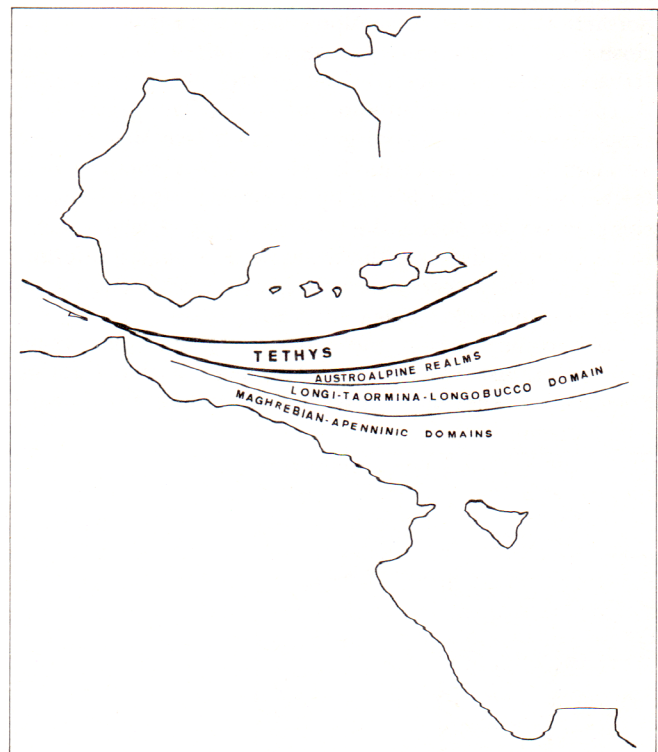 TETHYS
AUSTROALPINE REALMS
LONGI-TAORMINA-LONGOBUCCO DOMAIN
MAGHREBIAN-APENNINIC DOMAINS